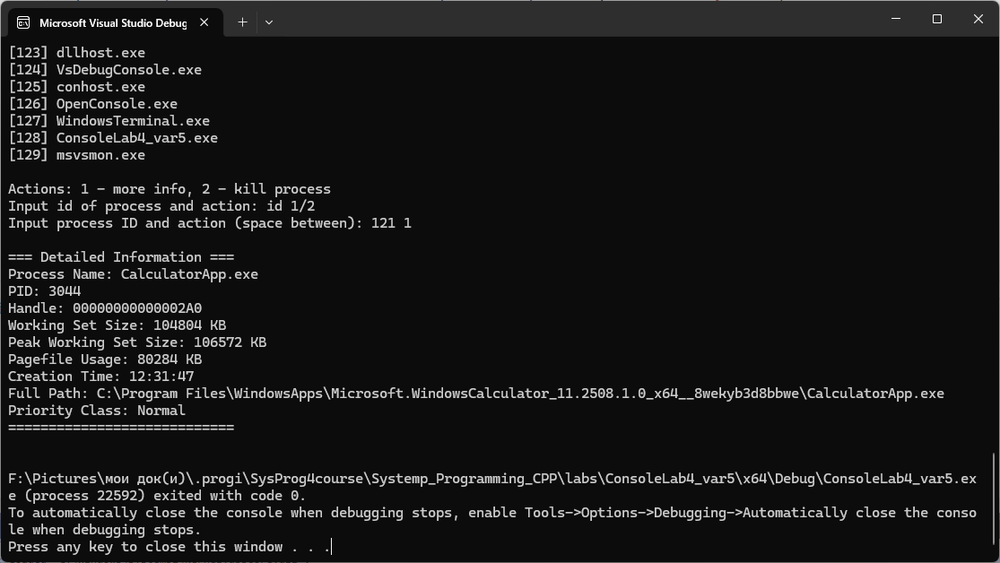 Microsoft Visual Studio Debug
[123] dllhost.exe
[124] VsDebugConsole.exe
[125] conhost.exe
[126] OpenConsole.exe
[127] WindowsTerminal.exe
[128] ConsoleLab4_var5.exe
[129] msvsmon.exe
Actions: 1 - more info, 2 - kill process
Input id of process and action: id 1/2
Input process ID and action (space between): 121 1
=== Detailed Information ===
Process Name: CalculatorApp.exe
PID: 3044
Handle: 00000000000002A0
Working Set Size: 104804 KB
Peak Working Set Size: 106572 KB
Pagefile Usage: 80284 KB
Creation Time: 12:31:47
Full Path: C:\Program Files\WindowsApps\Microsoft.WindowsCalculator_11.2508.1.0_x64__8wekyb3d8bbwe\CalculatorApp.exe
Priority Class: Normal
============================
F:\Pictures\мои док(и)\.progi\SysProg4course\Systemp_Programming_CPP\labs\ConsoleLab4_var5\x64\Debug\ConsoleLab4_var5.ex
e (process 22592) exited with code 0.
To automatically close the console when debugging stops, enable Tools->Options->Debugging->Automatically close the conso
le when debugging stops.
Press any key to close this window . . .